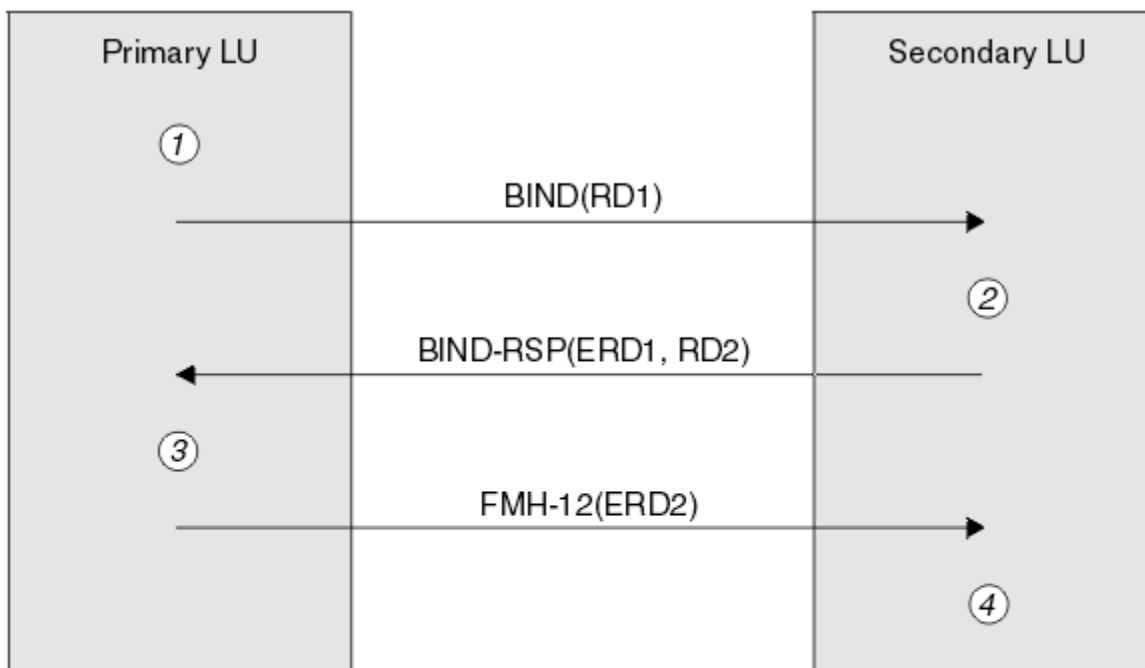 Primary LU
Secondary LU
1
BIND(RD1)
2
BIND-RSP(ERD1, RD2)
3
FMH-12(ERD2)
4